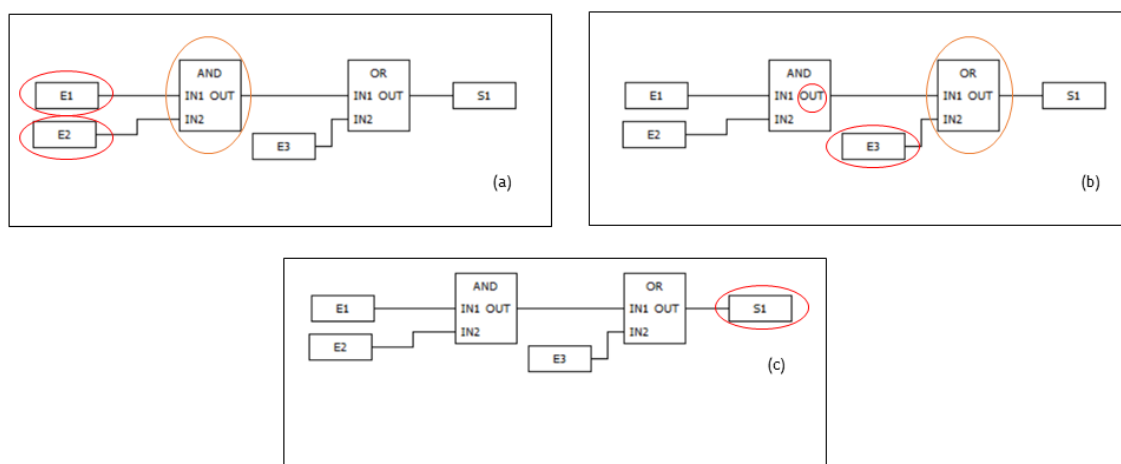 AND
OR
E1
IN1 OUT
IN1 OUT
S1
E2
IN2
IN2
E3
(a)
AND
OR
E1
IN1 OUT
IN1 OUT
S1
E2
IN2
IN2
E3
(b)
AND
OR
E1
IN1 OUT
IN1 OUT
S1
E2
IN2
IN2
E3
(c)